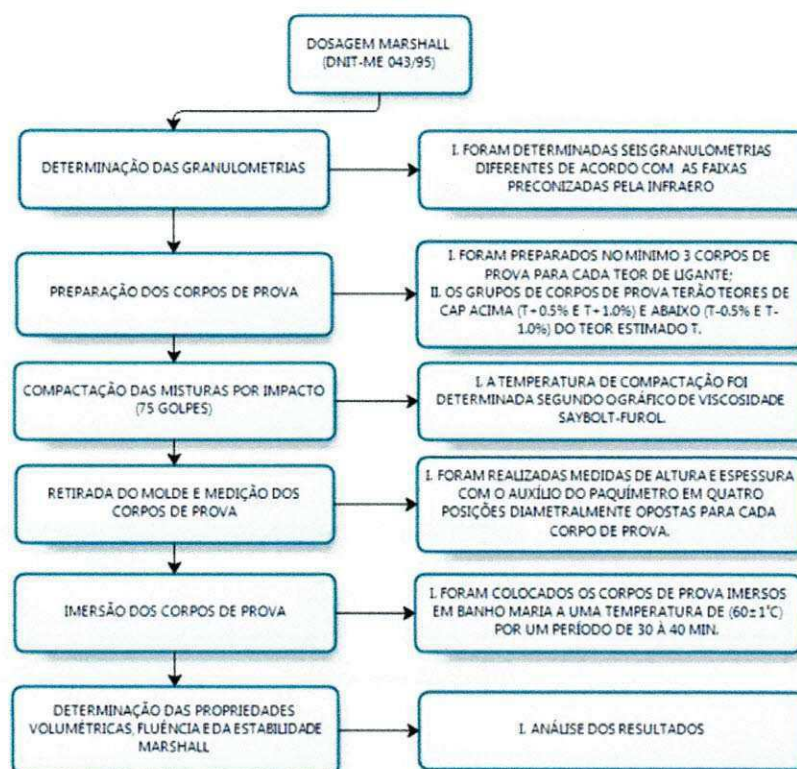 DOSAGEM MARSHALL
(DNIT-ME 043/95)
DETERMINAÇÃO DAS GRANULOMETRIAS
I. FORAM DETERMINADAS SEIS GRANULOMETRIAS
DIFERENTES DE ACORDO COM AS FAIXAS
PRECONIZADAS PELA INFRAERO
PREPARAÇÃO DOS CORPOS DE PROVA
I. FORAM PREPARADOS NO MINIMO 3 CORPOS DE
PROVA PARA CADA TEOR DE LIGANTE;
II. OS GRUPOS DE CORPOS DE PROVA TERÃO TEORES DE
CAP ACIMA (T+0.5% E T+1.0%) E ABAIXO (T-0.5% E T-
1.0%) DO TEOR ESTIMADO T.
COMPACTAÇÃO DAS MISTURAS POR IMPACTO
(75 GOLPES)
I. A TEMPERATURA DE COMPACTAÇÃO FOI
DETERMINADA SEGUNDO O GRÁFICO DE VISCOSIDADE
SAYBOLT-FUROL.
RETIRADA DO MOLDE E MEDIÇÃO DOS
CORPOS DE PROVA
I. FORAM REALIZADAS MEDIDAS DE ALTURA E ESPESSURA
COM O AUXÍLIO DO PAQUÍMETRO EM QUATRO
POSIÇÕES DIAMETRALMENTE OPOSTAS PARA CADA
CORPO DE PROVA.
IMERSÃO DOS CORPOS DE PROVA
I. FORAM COLOCADOS OS CORPOS DE PROVA IMERSOS
EM BANHO MARIA A UMA TEMPERATURA DE (60±1°C)
POR UM PERÍODO DE 30 À 40 MIN.
DETERMINAÇÃO DAS PROPRIEDADES
VOLUMÉTRICAS, FLUÊNCIA E DA ESTABILIDADE
MARSHALL
I. ANÁLISE DOS RESULTADOS